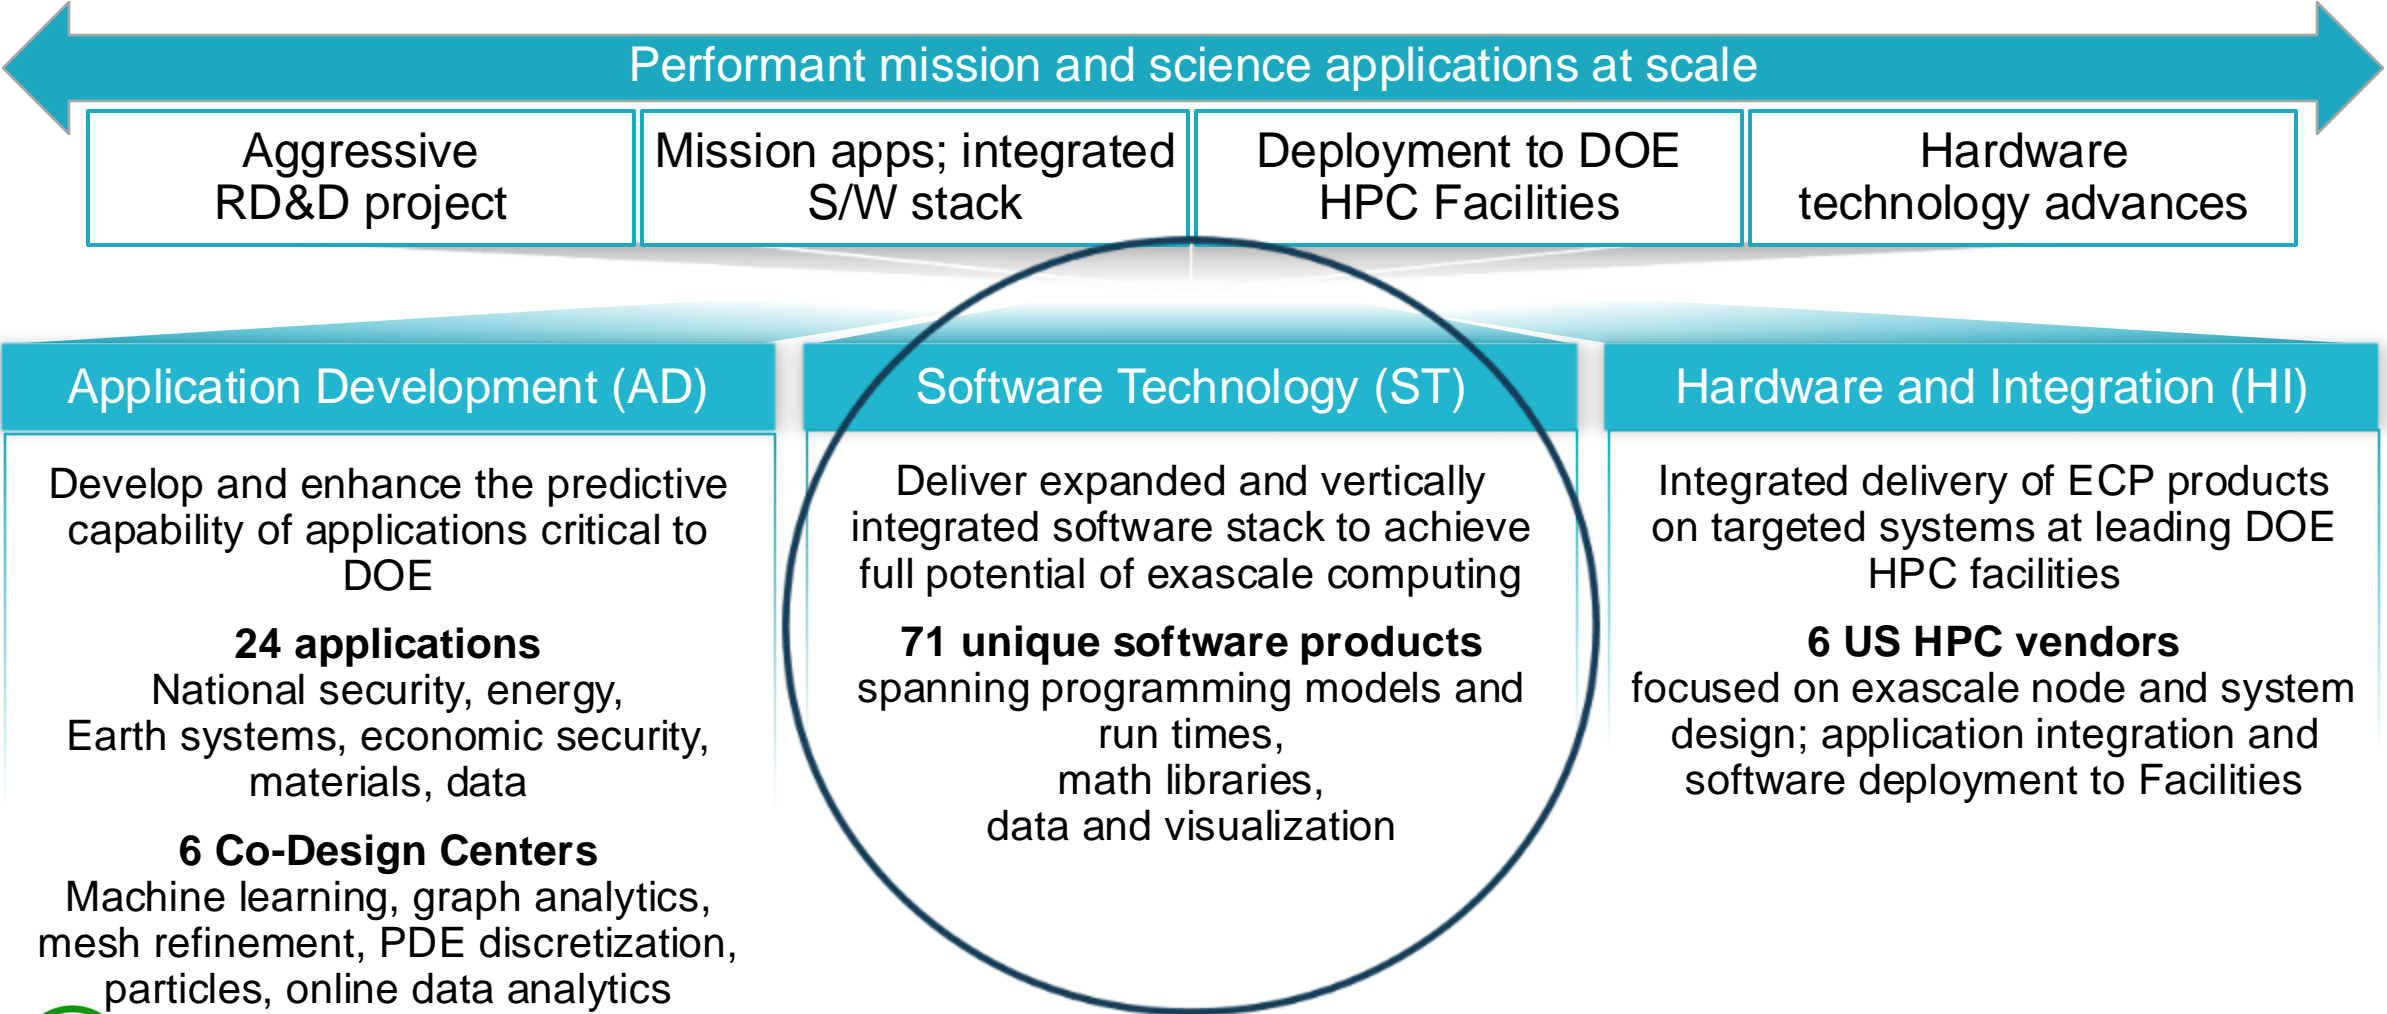 Performant mission and science applications at scale
Aggressive
RD&D project
Mission apps; integrated
S/W stack
Deployment to DOE
HPC Facilities
Hardware
technology advances
Application Development (AD)
Develop and enhance the predictive
capability of applications critical to
DOE
24 applications
National security, energy,
Earth systems, economic security,
materials, data
6 Co-Design Centers
Machine learning, graph analytics,
mesh refinement, PDE discretization,
particles, online data analytics
Software Technology (ST)
Deliver expanded and vertically
integrated software stack to achieve
full potential of exascale computing
71 unique software products
spanning programming models and
run times,
math libraries,
data and visualization
Hardware and Integration (HI)
Integrated delivery of ECP products
on targeted systems at leading DOE
HPC facilities
6 US HPC vendors
focused on exascale node and system
design; application integration and
software deployment to Facilities